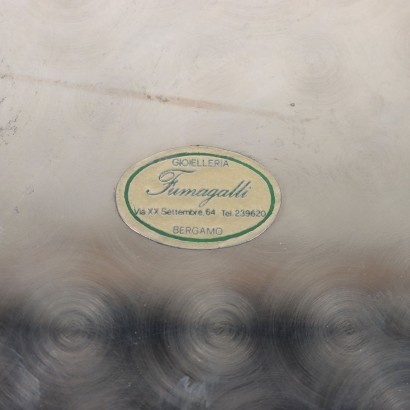 GIOIELLERIA
Fumagalli
Via XX Settembre, 64 Tel. 239620
BERGAMO